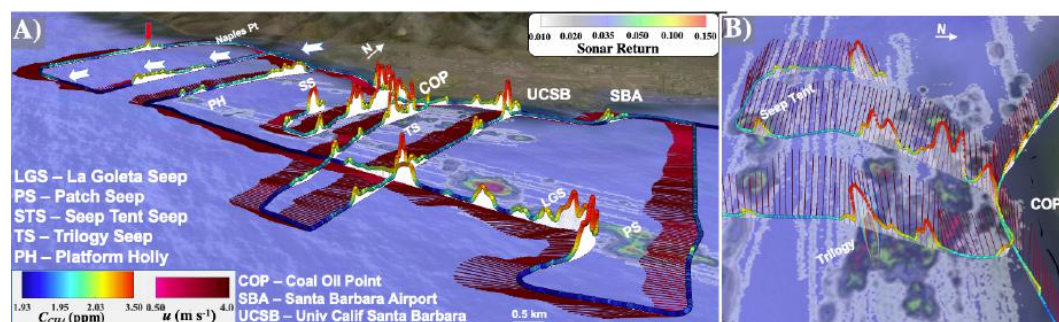 A)
Naples Pt
N
0.010 0.020 0.035 0.050 0.100 0.150
Sonar Return
B)
N
SS
COP
UCSB
SBA
PH
TS
Seep Tent
LGS – La Goleta Seep
PS – Patch Seep
STS – Seep Tent Seep
TS – Trilogy Seep
PH – Platform Holly
LGS
PS
COP
Trilogy
COP – Coal Oil Point
SBA – Santa Barbara Airport
UCSB – Univ Calif Santa Barbara
1.93 1.95 2.03 3.50
C_CH4 (ppm)
0.50 4.0
u (m s⁻¹)
0.5 km